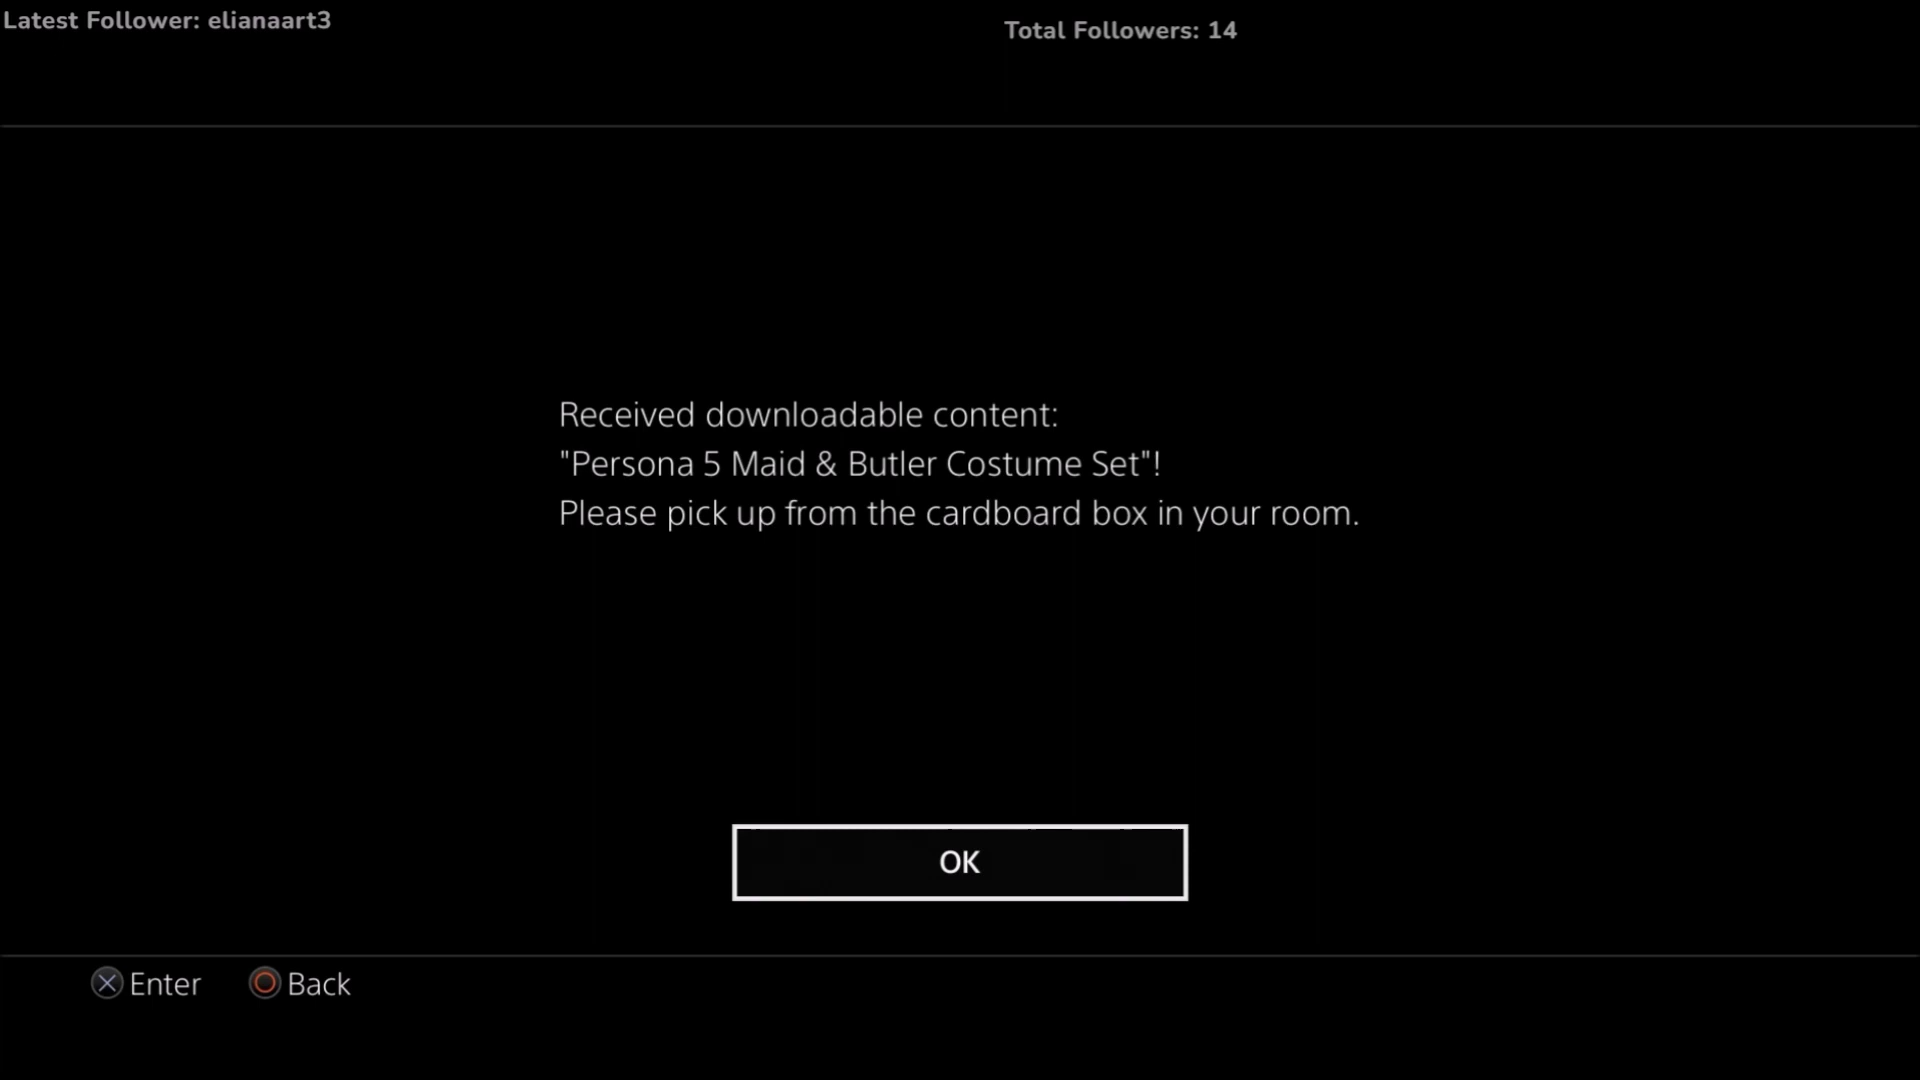 Latest Follower: elianaart3
Total Followers: 14
Received downloadable content:
"Persona 5 Maid & Butler Costume Set"!
Please pick up from the cardboard box in your room.
OK
Enter
Back